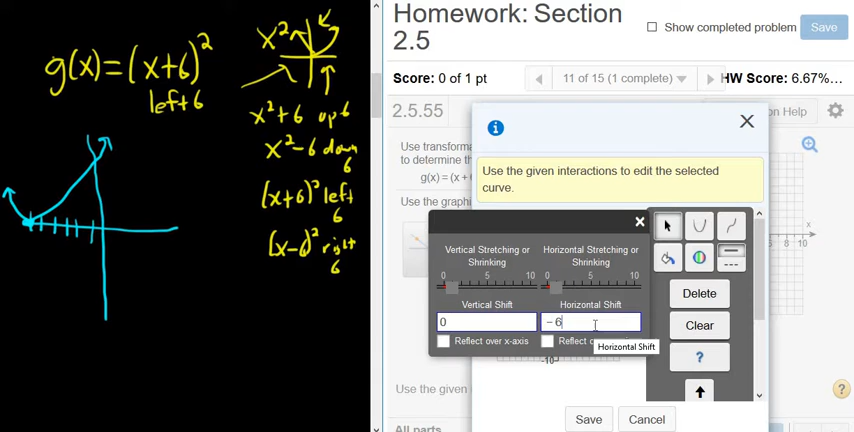 g(x) = (x+6)²
left 6
x²
x²+6 up 6
x²-6 down 6
(x+6)² left 6
(x-6)² right 6
Homework: Section 2.5
Show completed problem
Save
Score: 0 of 1 pt
11 of 15 (1 complete)
HW Score: 6.67%...
2.5.55
n Help
Use transforma
to determine th
g(x) = (x + 6
Use the graphi
Use the given interactions to edit the selected
curve.
Vertical Stretching or
Shrinking
0 5 10
Horizontal Stretching or
Shrinking
0 5 10
Vertical Shift
0
Horizontal Shift
-6
Reflect over x-axis
Reflect o
Horizontal Shift
-10
Delete
Clear
?
x
8 10
Use the given i
Save
Cancel
?
All parts